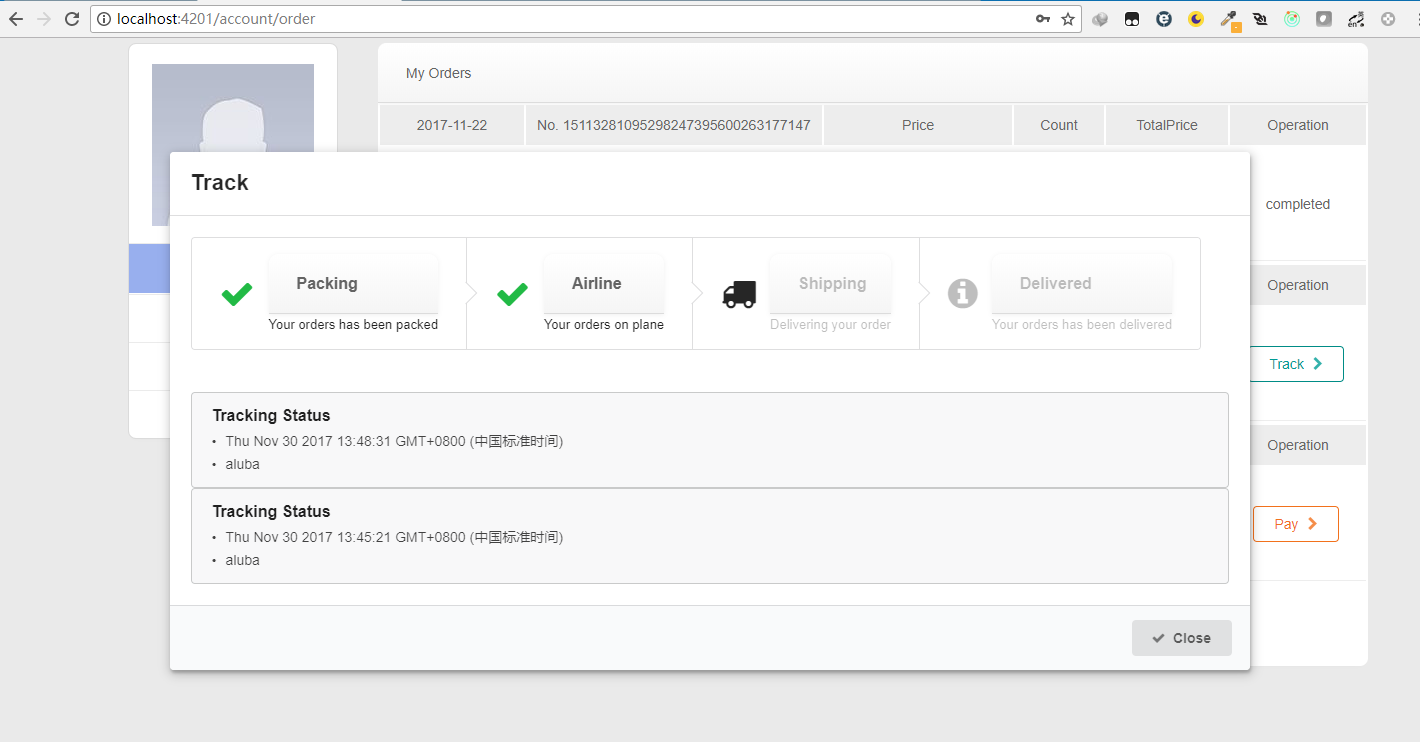 localhost:4201/account/order
My Orders
2017-11-22 No. 15113281095298247395600263177147 Price Count TotalPrice Operation
completed
Track
Packing
Your orders has been packed
Airline
Your orders on plane
Shipping
Delivering your order
Delivered
Your orders has been delivered
Operation
Track
Tracking Status
• Thu Nov 30 2017 13:48:31 GMT+0800 (中国标准时间)
• aluba
Operation
Tracking Status
• Thu Nov 30 2017 13:45:21 GMT+0800 (中国标准时间)
• aluba
Pay
Close